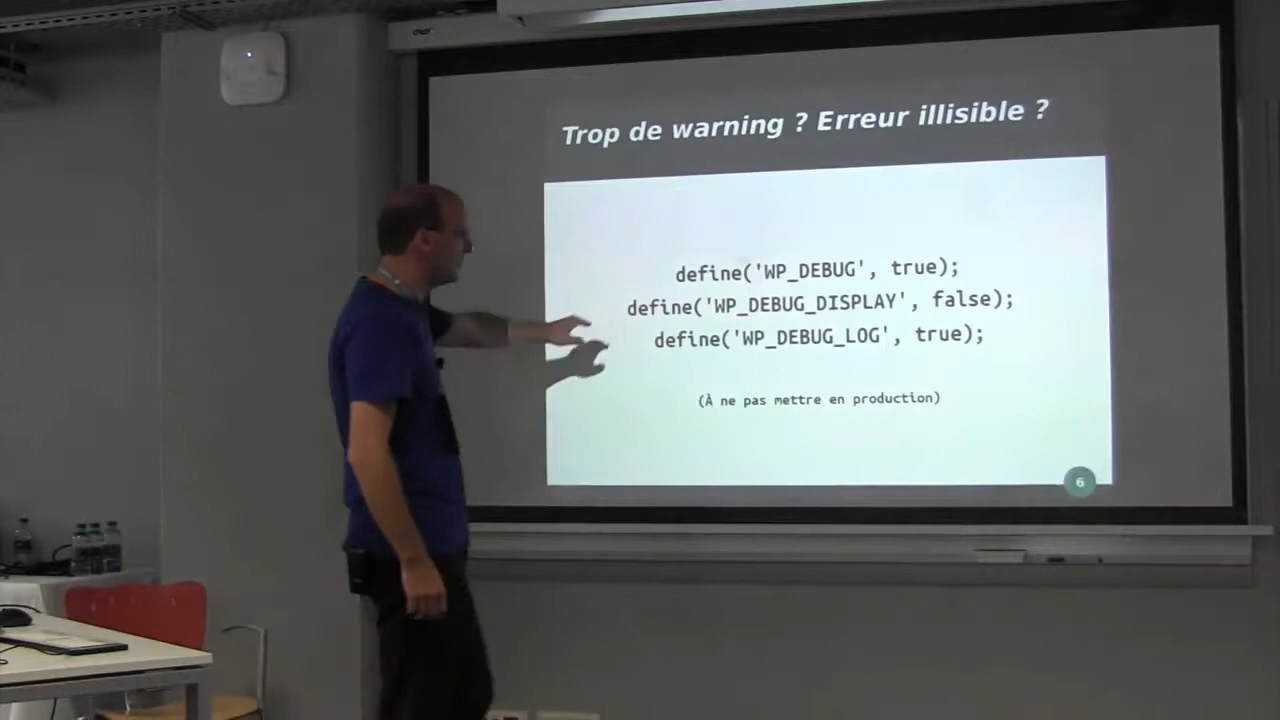 Trop de warning ? Erreur illisible ?
define('WP_DEBUG', true);
define('WP_DEBUG_DISPLAY', false);
define('WP_DEBUG_LOG', true);
(À ne pas mettre en production)
6